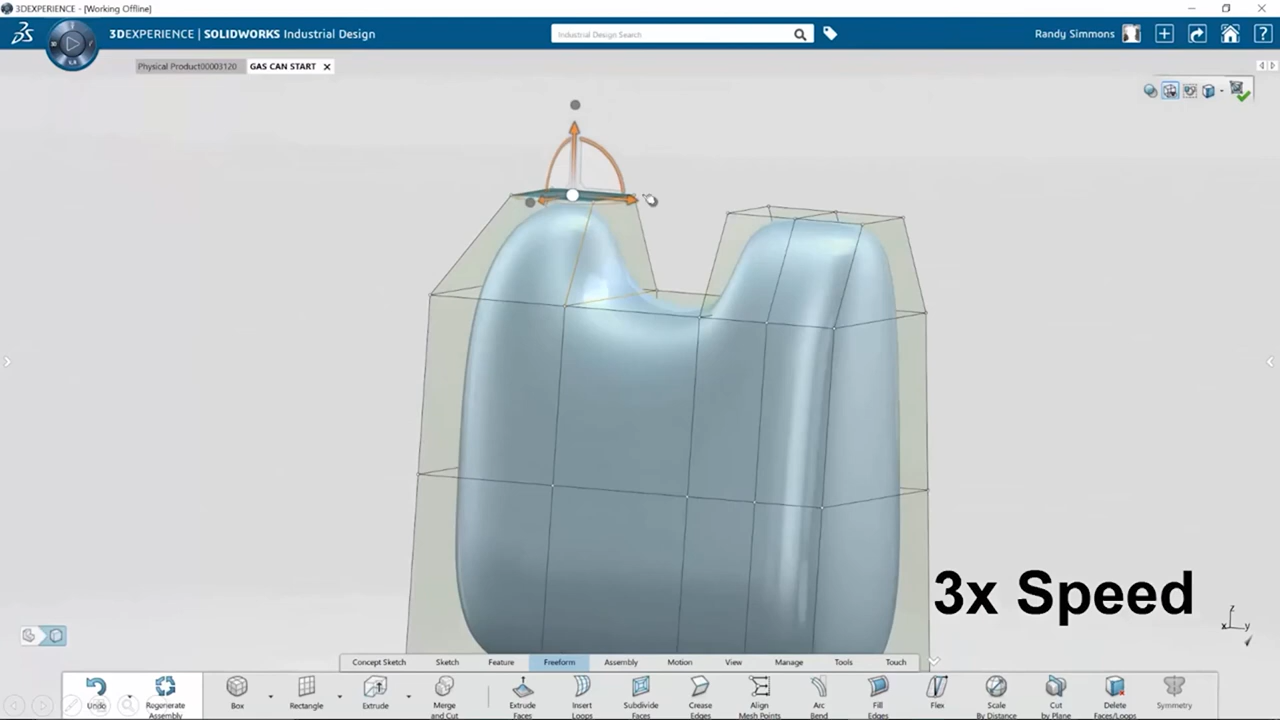 3DEXPERIENCE - [Working Offline]
3DEXPERIENCE | SOLIDWORKS Industrial Design
Industrial Design Search
Randy Simmons
Physical Product00003120
GAS CAN START
3x Speed
z
x
y
Concept Sketch
Sketch
Feature
Freeform
Assembly
Motion
View
Manage
Tools
Touch
Undo
Regenerate
Assembly
Box
Rectangle
Extrude
Merge
and Cut
Extrude
Faces
Insert
Loops
Subdivide
Faces
Crease
Edges
Align
Mesh Points
Arc
Bend
Fill
Edges
Flex
Scale
By Distance
Cut
by Plane
Delete
Faces/Loops
Symmetry